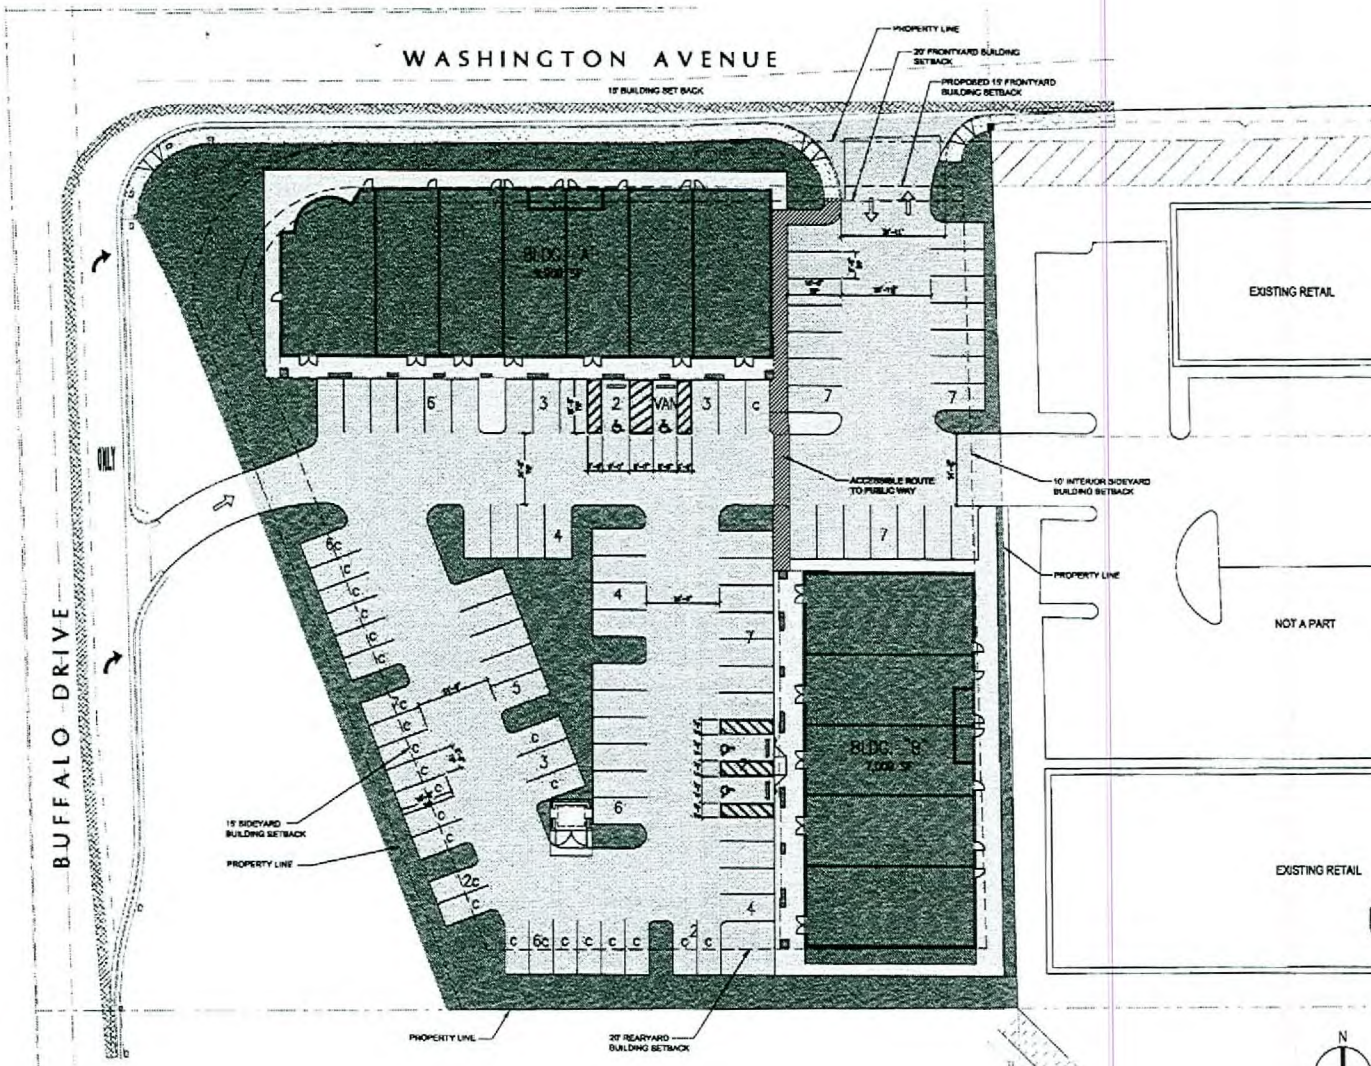 PROPERTY LINE
WASHINGTON AVENUE
20' FRONTYARD BUILDING
SETBACK
PROPOSED 15' FRONTYARD
BUILDING SETBACK
15' BUILDING SET BACK
EXISTING RETAIL
BLDG. "A"
ONLY
6
3
2
VAN
3
C
7
7
ACCESSIBLE ROUTE
TO PUBLIC WAY
10' INTERIOR SIDEYARD
BUILDING SETBACK
4
7
6C
C
C
C
C
C
PROPERTY LINE
4
7
NOT A PART
BUFFALO DRIVE
5
7C
C
C
C
C
C
C
3
C
2
BLDG. "B"
7,000 SF
6
15' SIDEYARD
BUILDING SETBACK
PROPERTY LINE
EXISTING RETAIL
2C
C
4
C
6C
C
C
C
C
2
C
C
PROPERTY LINE
20' REARYARD
BUILDING SETBACK
N